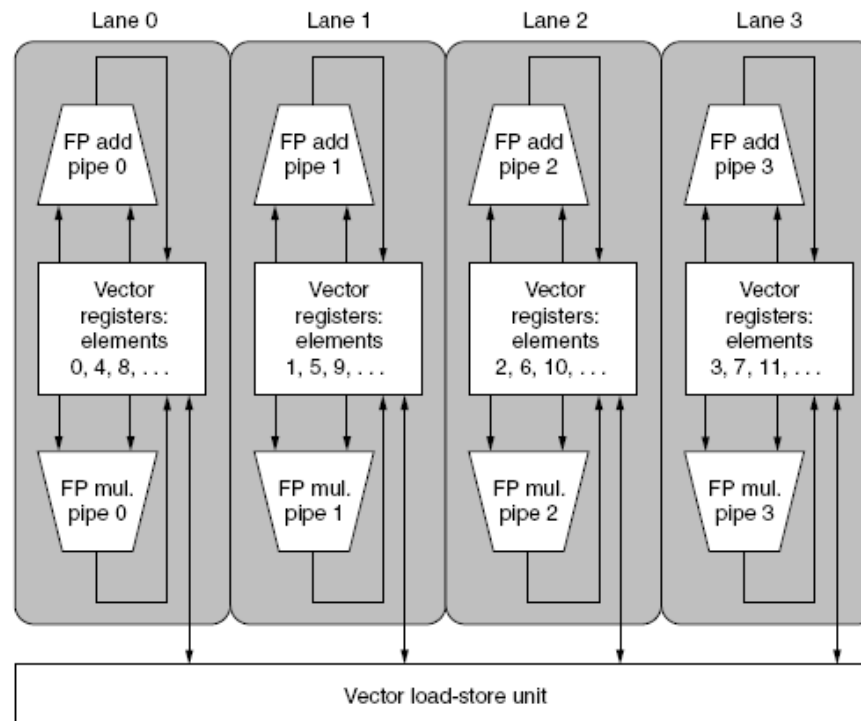 Lane 0
Lane 1
Lane 2
Lane 3
FP add
pipe 0
FP add
pipe 1
FP add
pipe 2
FP add
pipe 3
Vector
registers:
elements
0, 4, 8, . . .
Vector
registers:
elements
1, 5, 9, . . .
Vector
registers:
elements
2, 6, 10, . . .
Vector
registers:
elements
3, 7, 11, . . .
FP mul.
pipe 0
FP mul.
pipe 1
FP mul.
pipe 2
FP mul.
pipe 3
Vector load-store unit